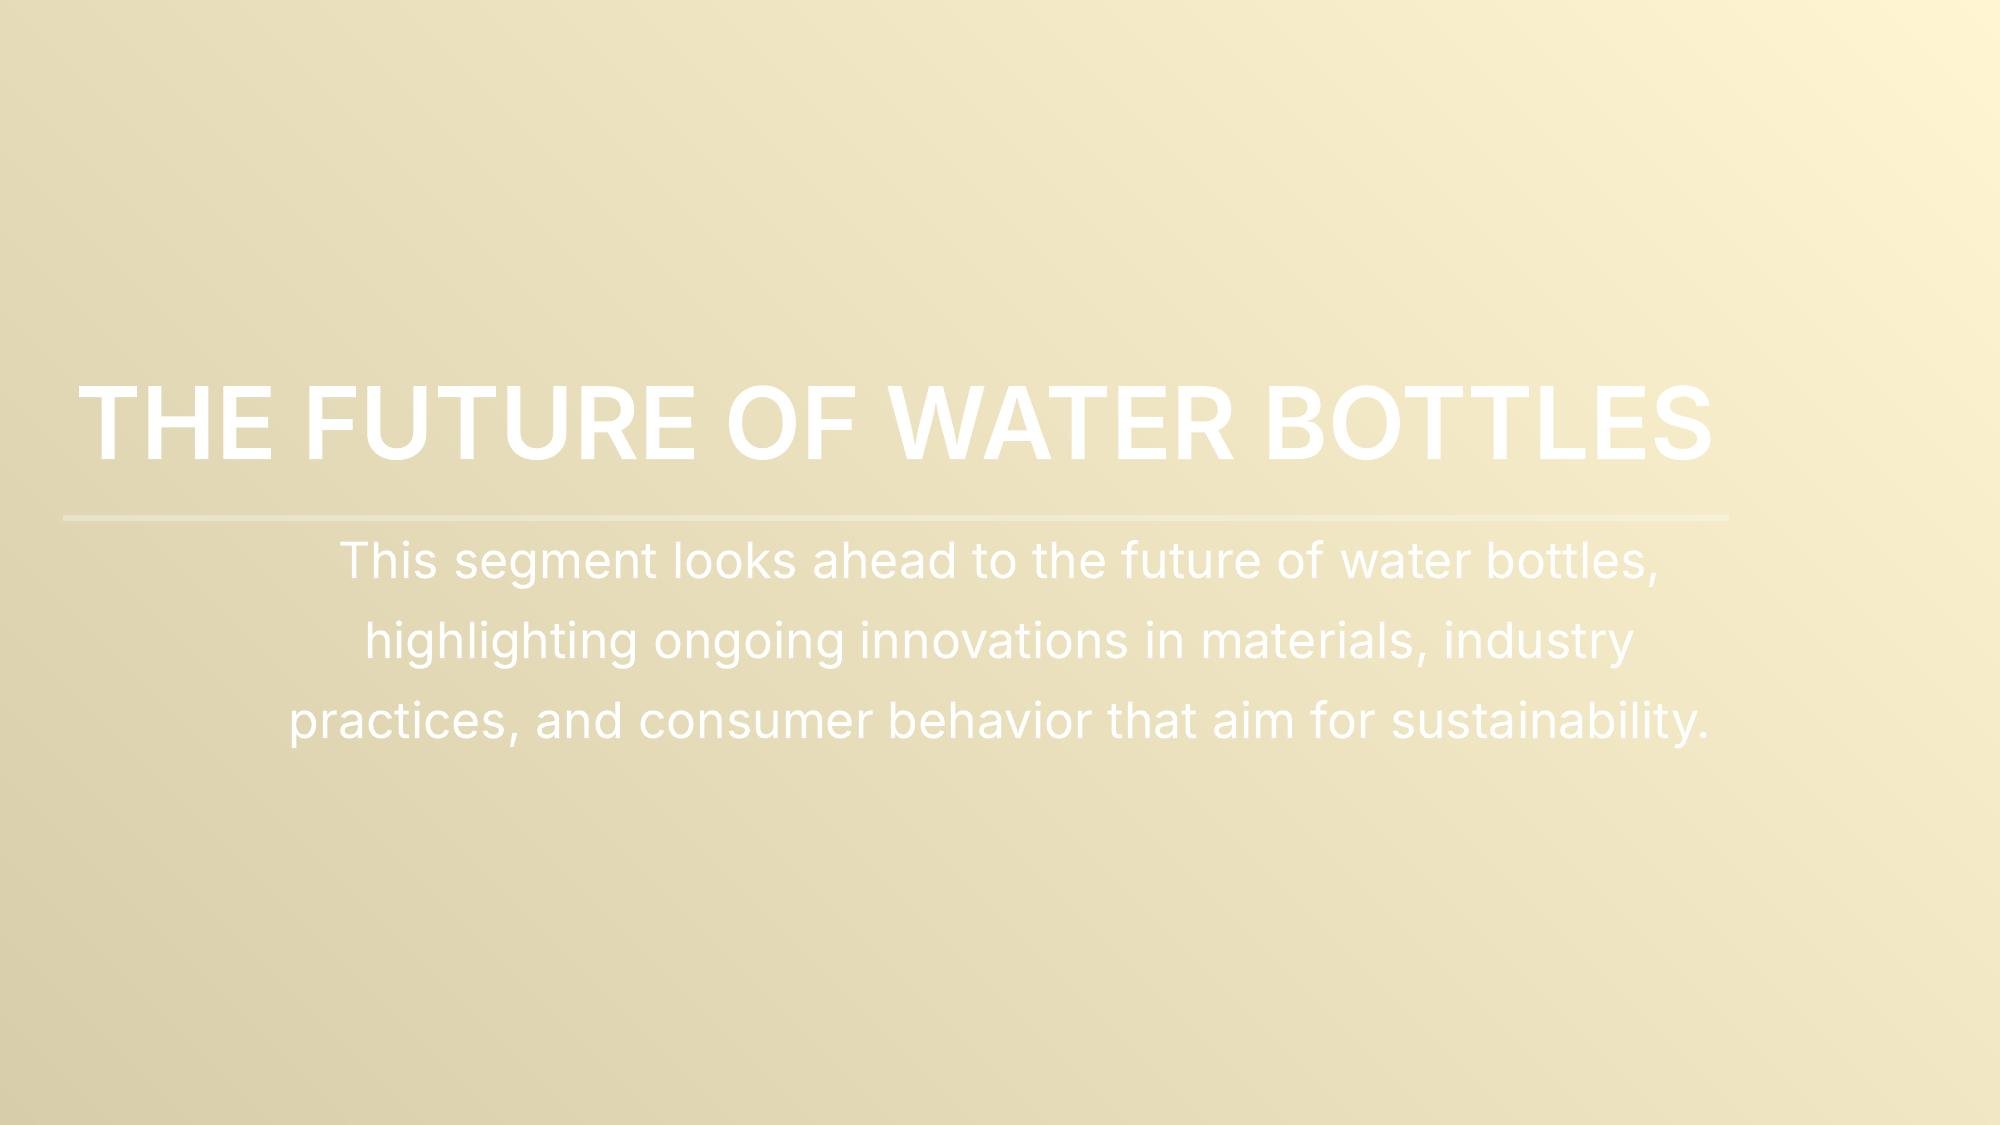 THE FUTURE OF WATER BOTTLES
This segment looks ahead to the future of water bottles,
highlighting ongoing innovations in materials, industry
practices, and consumer behavior that aim for sustainability.